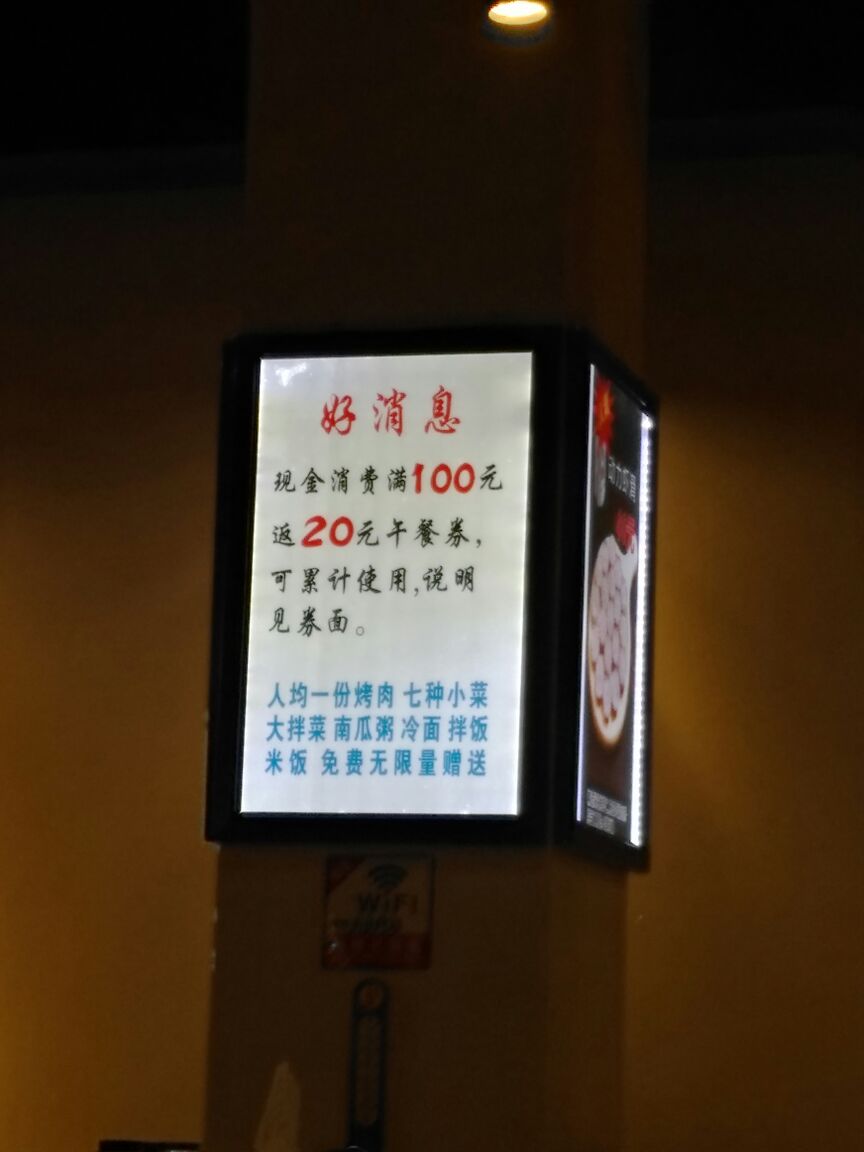 好消息
现金消费满100元
返20元午餐券，
可累计使用，说明
见券面。
人均一份烤肉 七种小菜
大拌菜 南瓜粥 冷面 拌饭
米饭 免费无限量赠送
WiFi